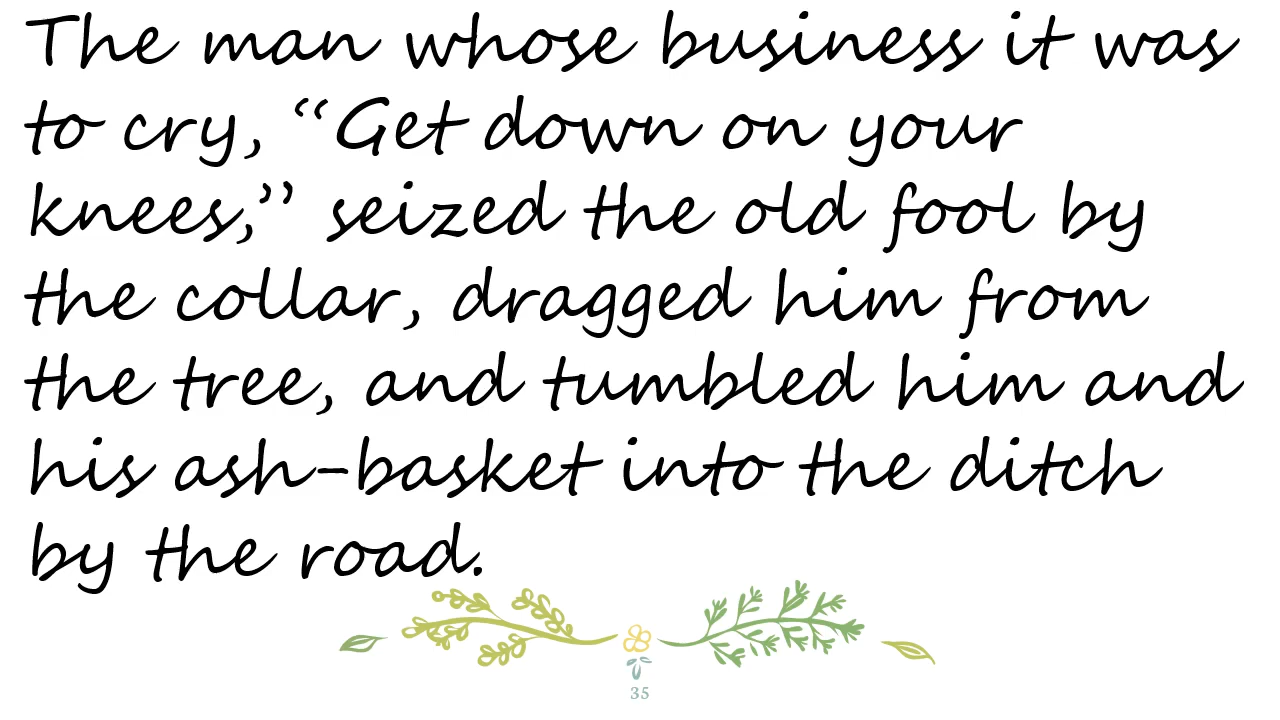 The man whose business it was
to cry, “Get down on your
knees,” seized the old fool by
the collar, dragged him from
the tree, and tumbled him and
his ash-basket into the ditch
by the road.
35